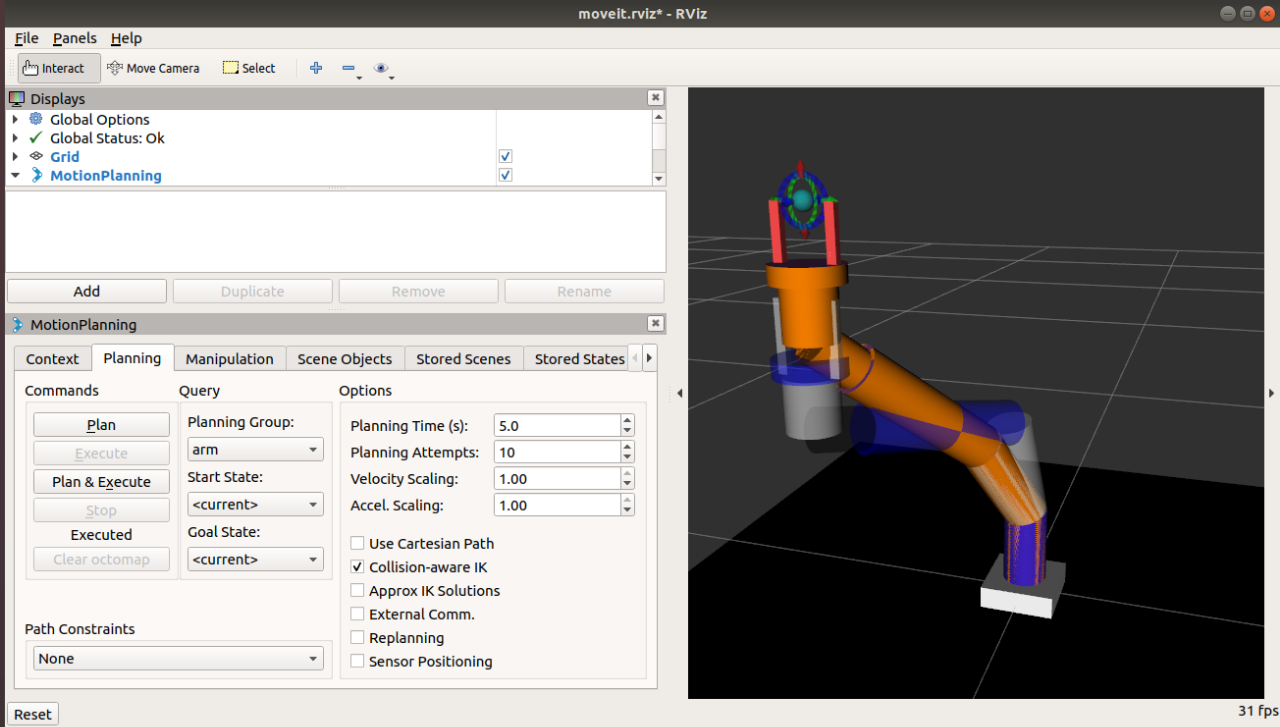 moveit.rviz* - RViz
File Panels Help
Interact Move Camera Select
Displays
Global Options
Global Status: Ok
Grid
MotionPlanning
Add Duplicate Remove Rename
MotionPlanning
Context Planning Manipulation Scene Objects Stored Scenes Stored States
Commands Query Options
Plan
Execute
Plan & Execute
Stop
Executed
Clear octomap
Planning Group:
arm
Start State:
<current>
Goal State:
<current>
Planning Time (s): 5.0
Planning Attempts: 10
Velocity Scaling: 1.00
Accel. Scaling: 1.00
Use Cartesian Path
Collision-aware IK
Approx IK Solutions
External Comm.
Replanning
Sensor Positioning
Path Constraints
None
Reset
31 fps